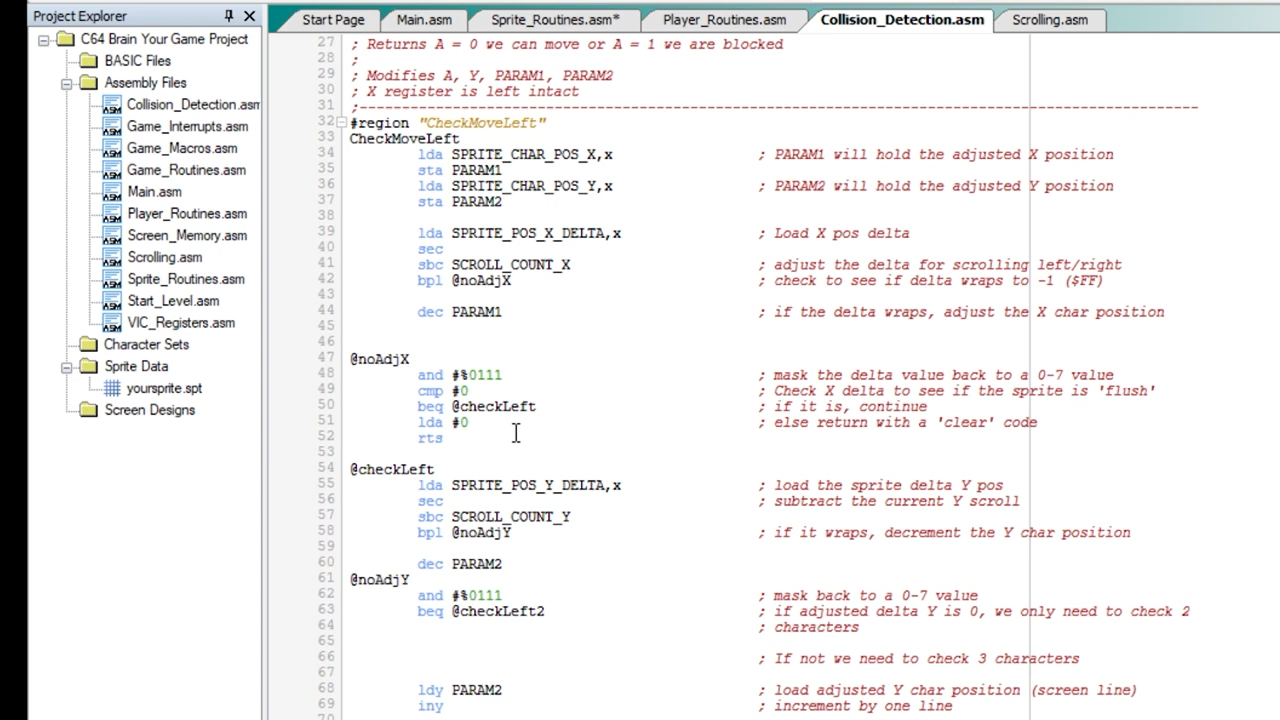 Project Explorer
C64 Brain Your Game Project
BASIC Files
Assembly Files
Collision_Detection.asm
Game_Interrupts.asm
Game_Macros.asm
Game_Routines.asm
Main.asm
Player_Routines.asm
Screen_Memory.asm
Scrolling.asm
Sprite_Routines.asm
Start_Level.asm
VIC_Registers.asm
Character Sets
Sprite Data
yoursprite.spt
Screen Designs
Start Page Main.asm Sprite_Routines.asm* Player_Routines.asm Collision_Detection.asm Scrolling.asm
27 ; Returns A = 0 we can move or A = 1 we are blocked
28 ;
29 ; Modifies A, Y, PARAM1, PARAM2
30 ; X register is left intact
31 ;---------------------------------------------------------------------------------------------------
32 #region "CheckMoveLeft"
33 CheckMoveLeft
34 lda SPRITE_CHAR_POS_X,x ; PARAM1 will hold the adjusted X position
35 sta PARAM1
36 lda SPRITE_CHAR_POS_Y,x ; PARAM2 will hold the adjusted Y position
37 sta PARAM2
38
39 lda SPRITE_POS_X_DELTA,x ; Load X pos delta
40 sec
41 sbc SCROLL_COUNT_X ; adjust the delta for scrolling left/right
42 bpl @noAdjX ; check to see if delta wraps to -1 ($FF)
43
44 dec PARAM1 ; if the delta wraps, adjust the X char position
45
46
47 @noAdjX
48 and #%0111 ; mask the delta value back to a 0-7 value
49 cmp #0 ; Check X delta to see if the sprite is 'flush'
50 beq @checkLeft ; if it is, continue
51 lda #0 ; else return with a 'clear' code
52 rts
53
54 @checkLeft
55 lda SPRITE_POS_Y_DELTA,x ; load the sprite delta Y pos
56 sec ; subtract the current Y scroll
57 sbc SCROLL_COUNT_Y
58 bpl @noAdjY ; if it wraps, decrement the Y char position
59
60 dec PARAM2
61 @noAdjY
62 and #%0111 ; mask back to a 0-7 value
63 beq @checkLeft2 ; if adjusted delta Y is 0, we only need to check 2
64 ; characters
65
66 ; If not we need to check 3 characters
67
68 ldy PARAM2 ; load adjusted Y char position (screen line)
69 iny ; increment by one line
70